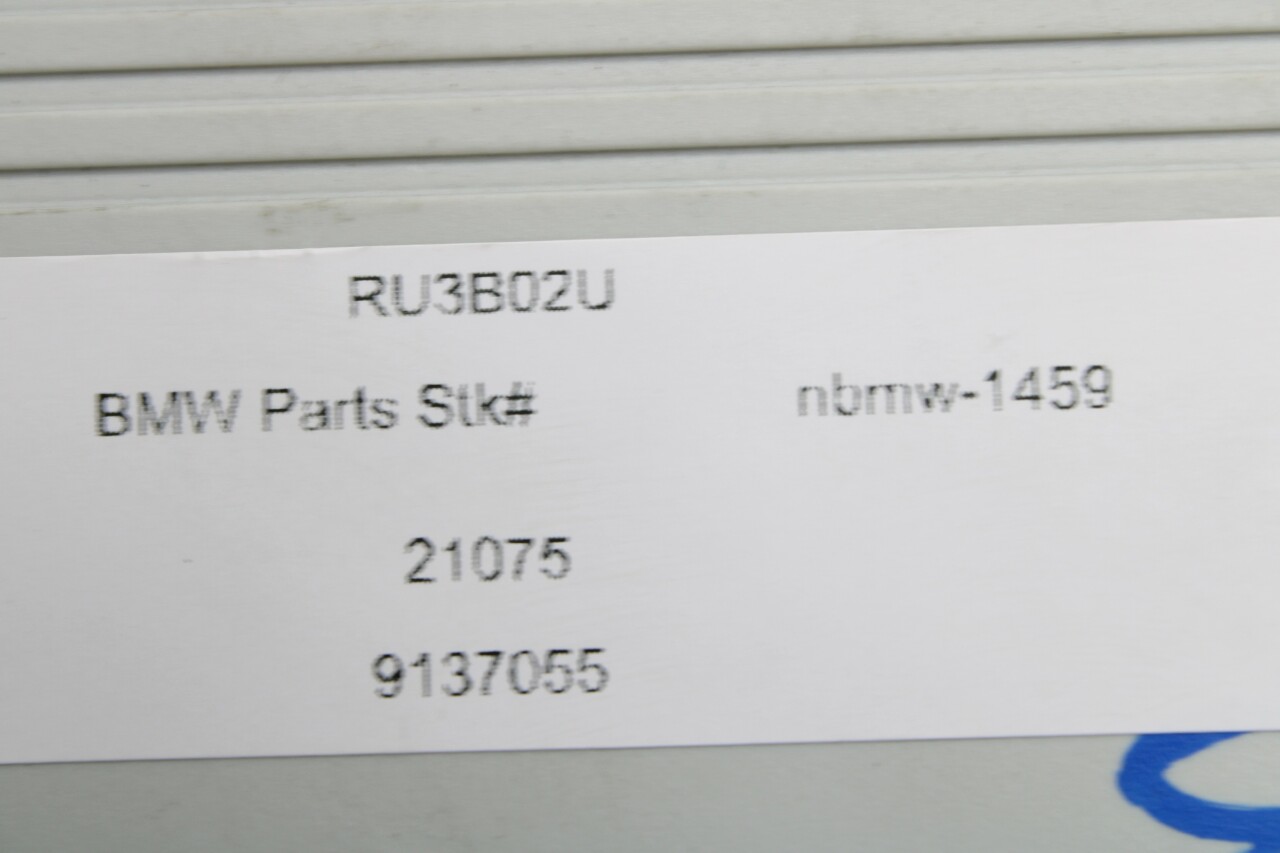 RU3B02U
BMW Parts Stk# nbmw-1459
21075
9137055